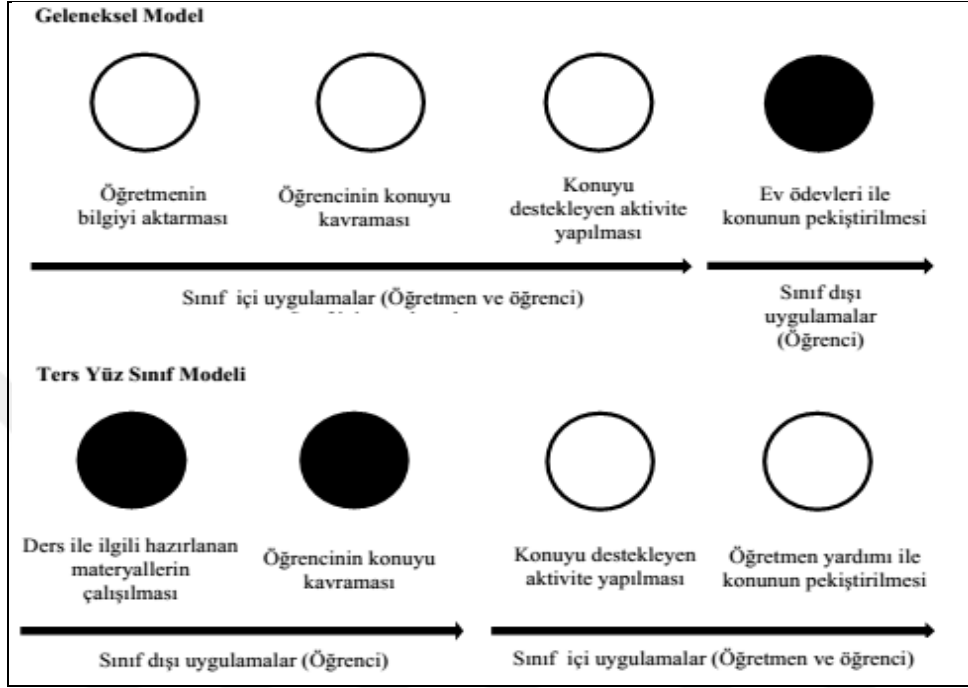 Geleneksel Model
Öğretmenin
bilgiyi aktarması
Öğrencinin konuyu
kavraması
Konuyu
destekleyen aktivite
yapılması
Ev ödevleri ile
konunun pekiştirilmesi
Sınıf içi uygulamalar (Öğretmen ve öğrenci)
Sınıf dışı
uygulamalar
(Öğrenci)
Ters Yüz Sınıf Modeli
Ders ile ilgili hazırlanan
materyallerin
çalışılması
Öğrencinin konuyu
kavraması
Konuyu destekleyen
aktivite yapılması
Öğretmen yardımı ile
konunun pekiştirilmesi
Sınıf dışı uygulamalar (Öğrenci)
Sınıf içi uygulamalar (Öğretmen ve öğrenci)